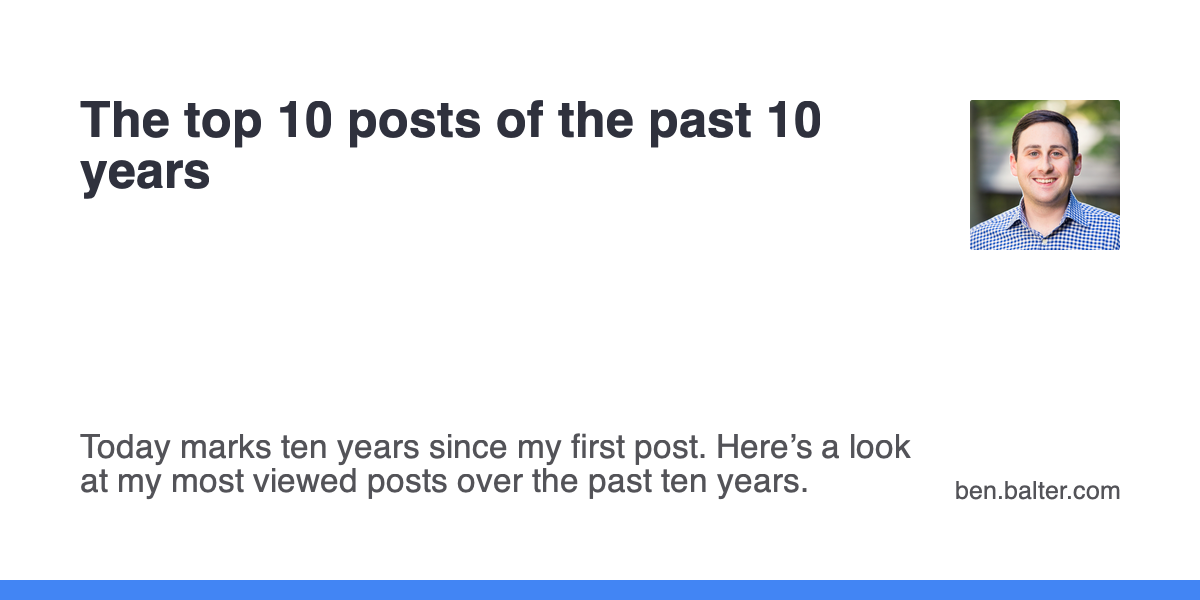 The top 10 posts of the past 10
years
Today marks ten years since my first post. Here’s a look
at my most viewed posts over the past ten years.
ben.balter.com